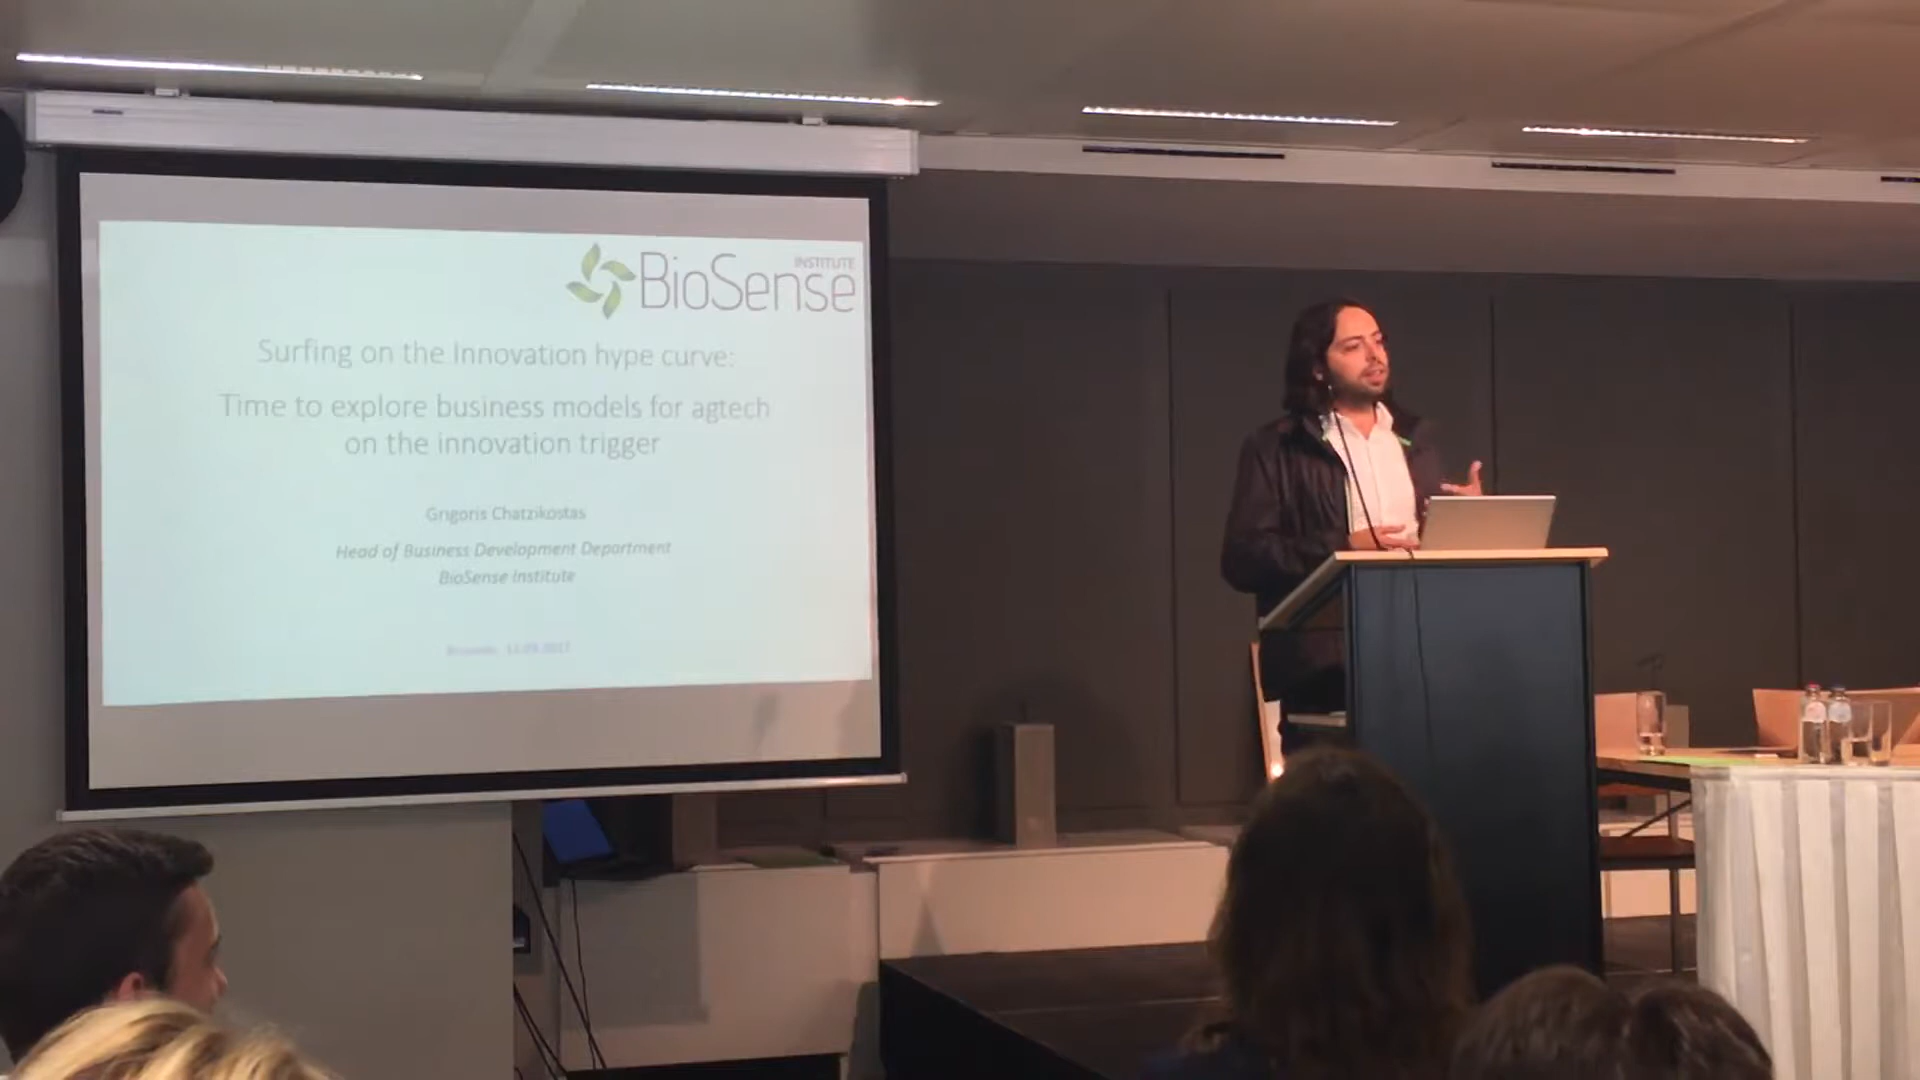 INSTITUTE
BioSense
Surfing on the Innovation hype curve:
Time to explore business models for agtech
on the innovation trigger
Grigoris Chatzikostas
Head of Business Development Department
BioSense Institute